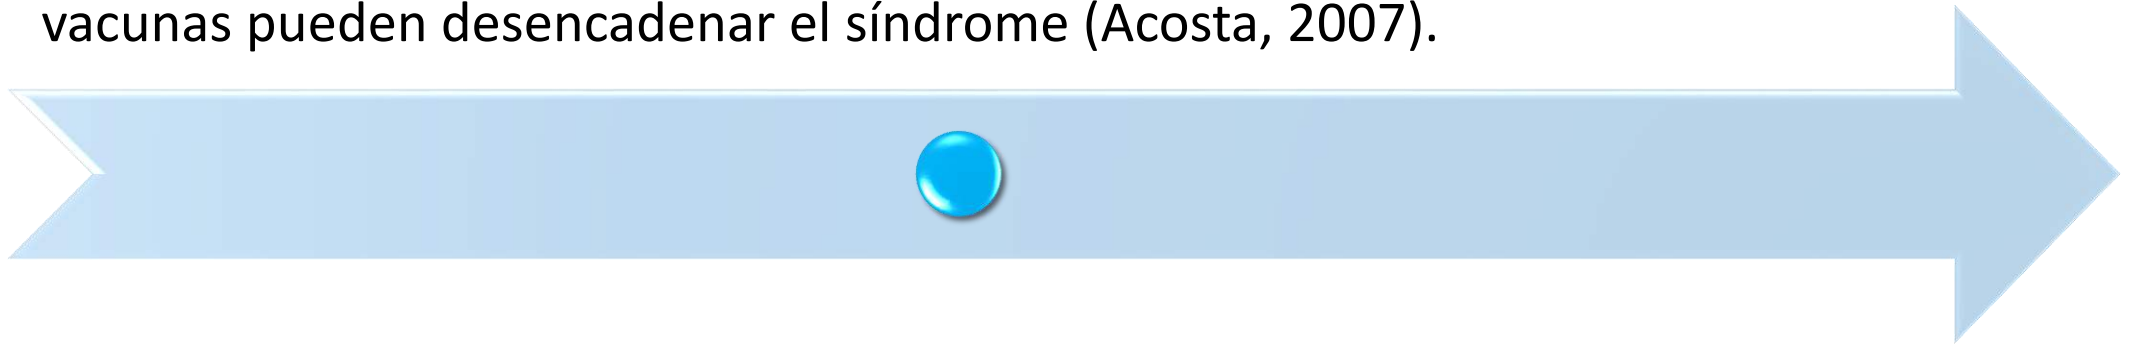 vacunas pueden desencadenar el síndrome (Acosta, 2007).